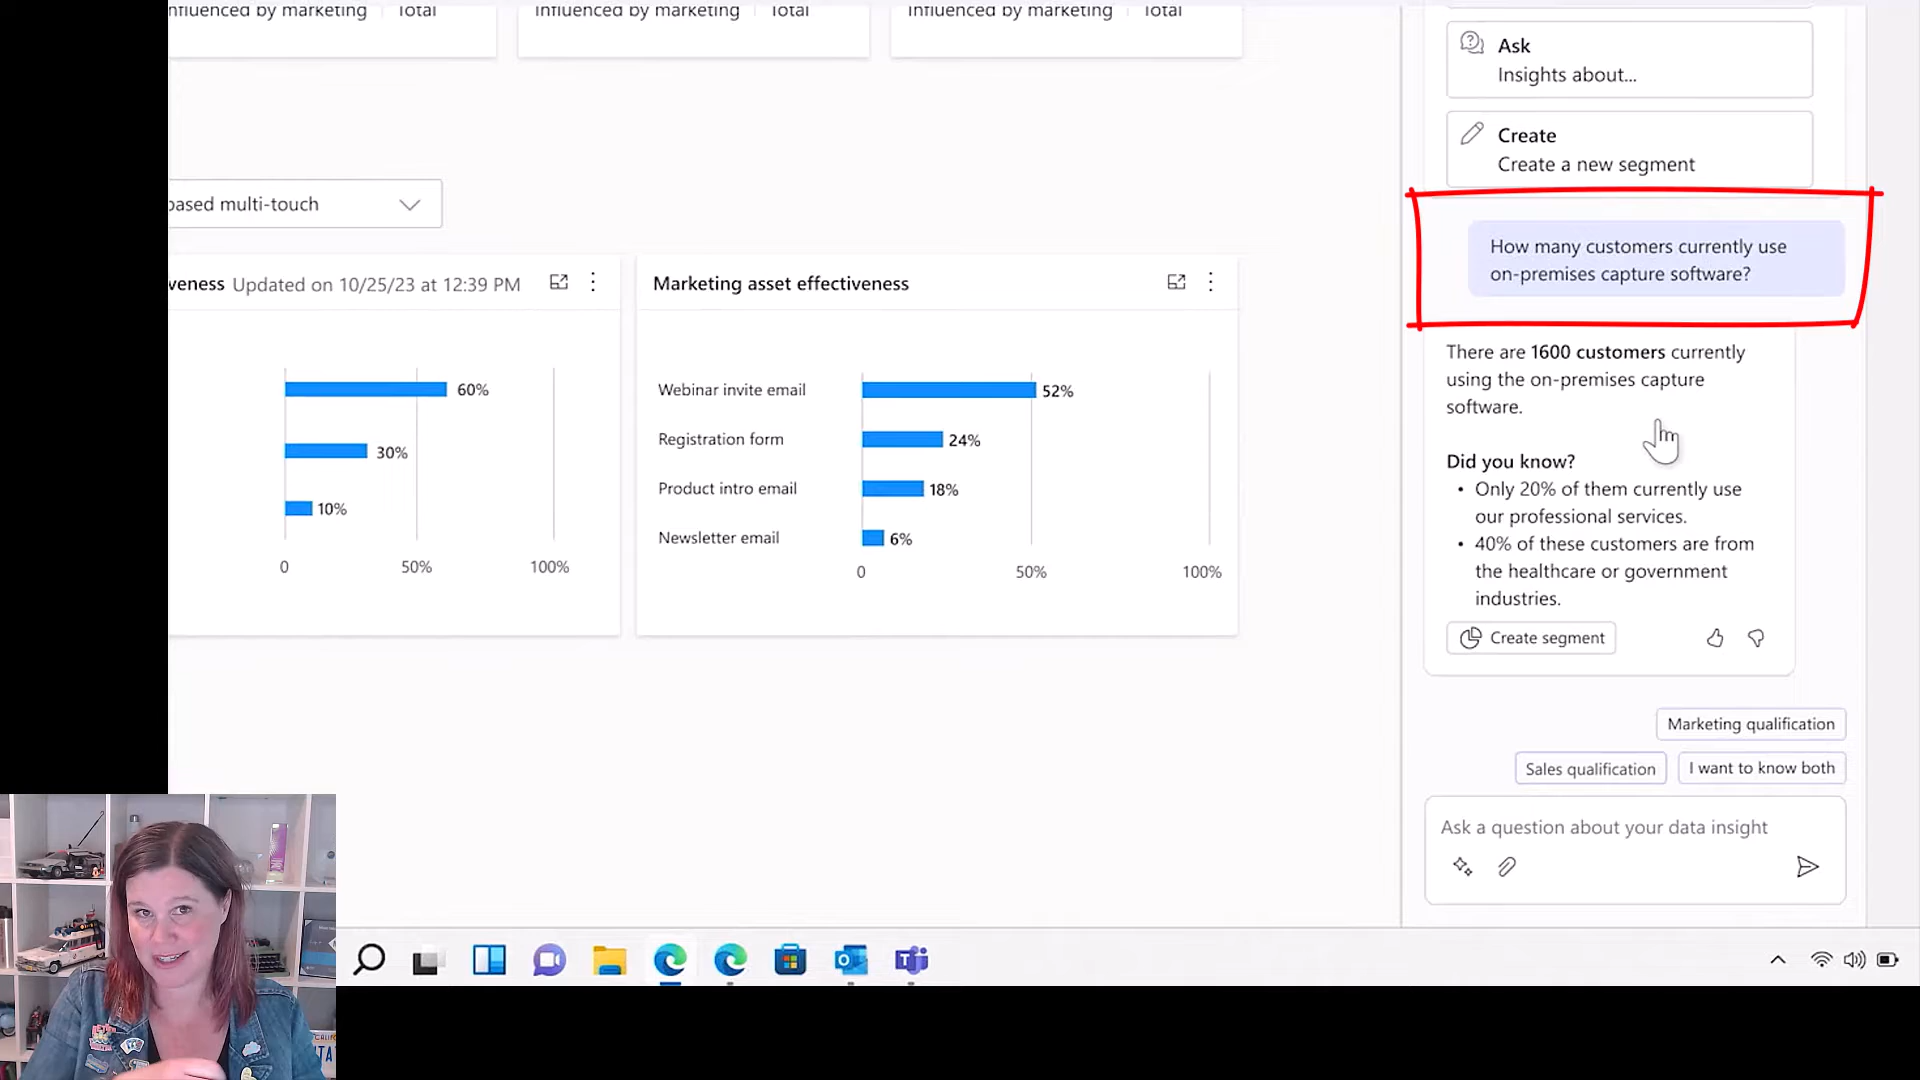 Influenced by marketing Total
Influenced by marketing Total
Influenced by marketing Total
based multi-touch
veness Updated on 10/25/23 at 12:39 PM
60%
30%
10%
0 50% 100%
Marketing asset effectiveness
Webinar invite email 52%
Registration form 24%
Product intro email 18%
Newsletter email 6%
0 50% 100%
Ask
Insights about...
Create
Create a new segment
How many customers currently use
on-premises capture software?
There are 1600 customers currently
using the on-premises capture
software.
Did you know?
• Only 20% of them currently use
our professional services.
• 40% of these customers are from
the healthcare or government
industries.
Create segment
Marketing qualification
Sales qualification I want to know both
Ask a question about your data insight